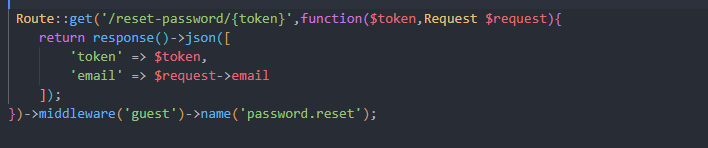 Route::get('/reset-password/{token}',function($token,Request $request){
return response()->json([
'token' => $token,
'email' => $request->email
]);
})->middleware('guest')->name('password.reset');